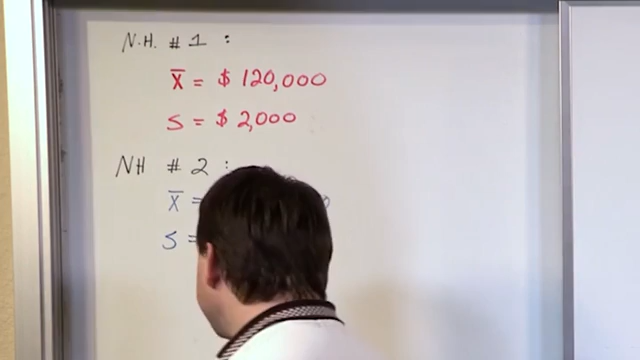 N.H. # 1 :
x̄ = $ 120,000
s = $ 2,000
NH # 2 :
x̄ =
s =